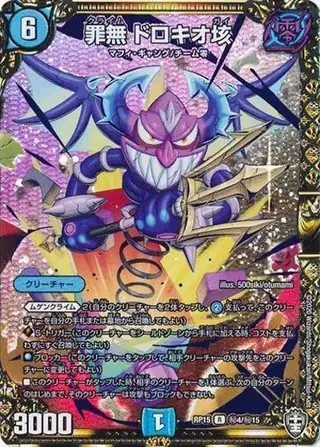 6
クライム
ガイ
罪無 ドロキオ垓
マフィ・ギャング/チーム零
零
illus. 500siki/otumami
クリーチャー
ムゲンクライム 2(自分のクリーチャーを2体タップし、2支払って、このクリーチャーを自分の手札または墓地から召喚してもよい)
S・トリガー(このクリーチャーをシールドゾーンから手札に加える時、コストを支払わずにすぐ召喚してもよい)
ブロッカー(このクリーチャーをタップして、相手クリーチャーの攻撃先をこのクリーチャーに変更してもよい)
このクリーチャーが召喚された時、相手のクリーチャーを1体選ぶ。次の自分のターンのはじめまで、そのクリーチャーは攻撃もブロックもできない。
3000
1
RP15 R